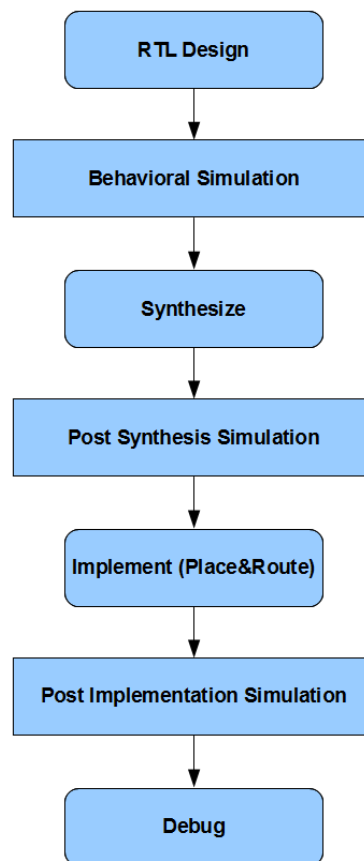 RTL Design
Behavioral Simulation
Synthesize
Post Synthesis Simulation
Implement (Place&Route)
Post Implementation Simulation
Debug